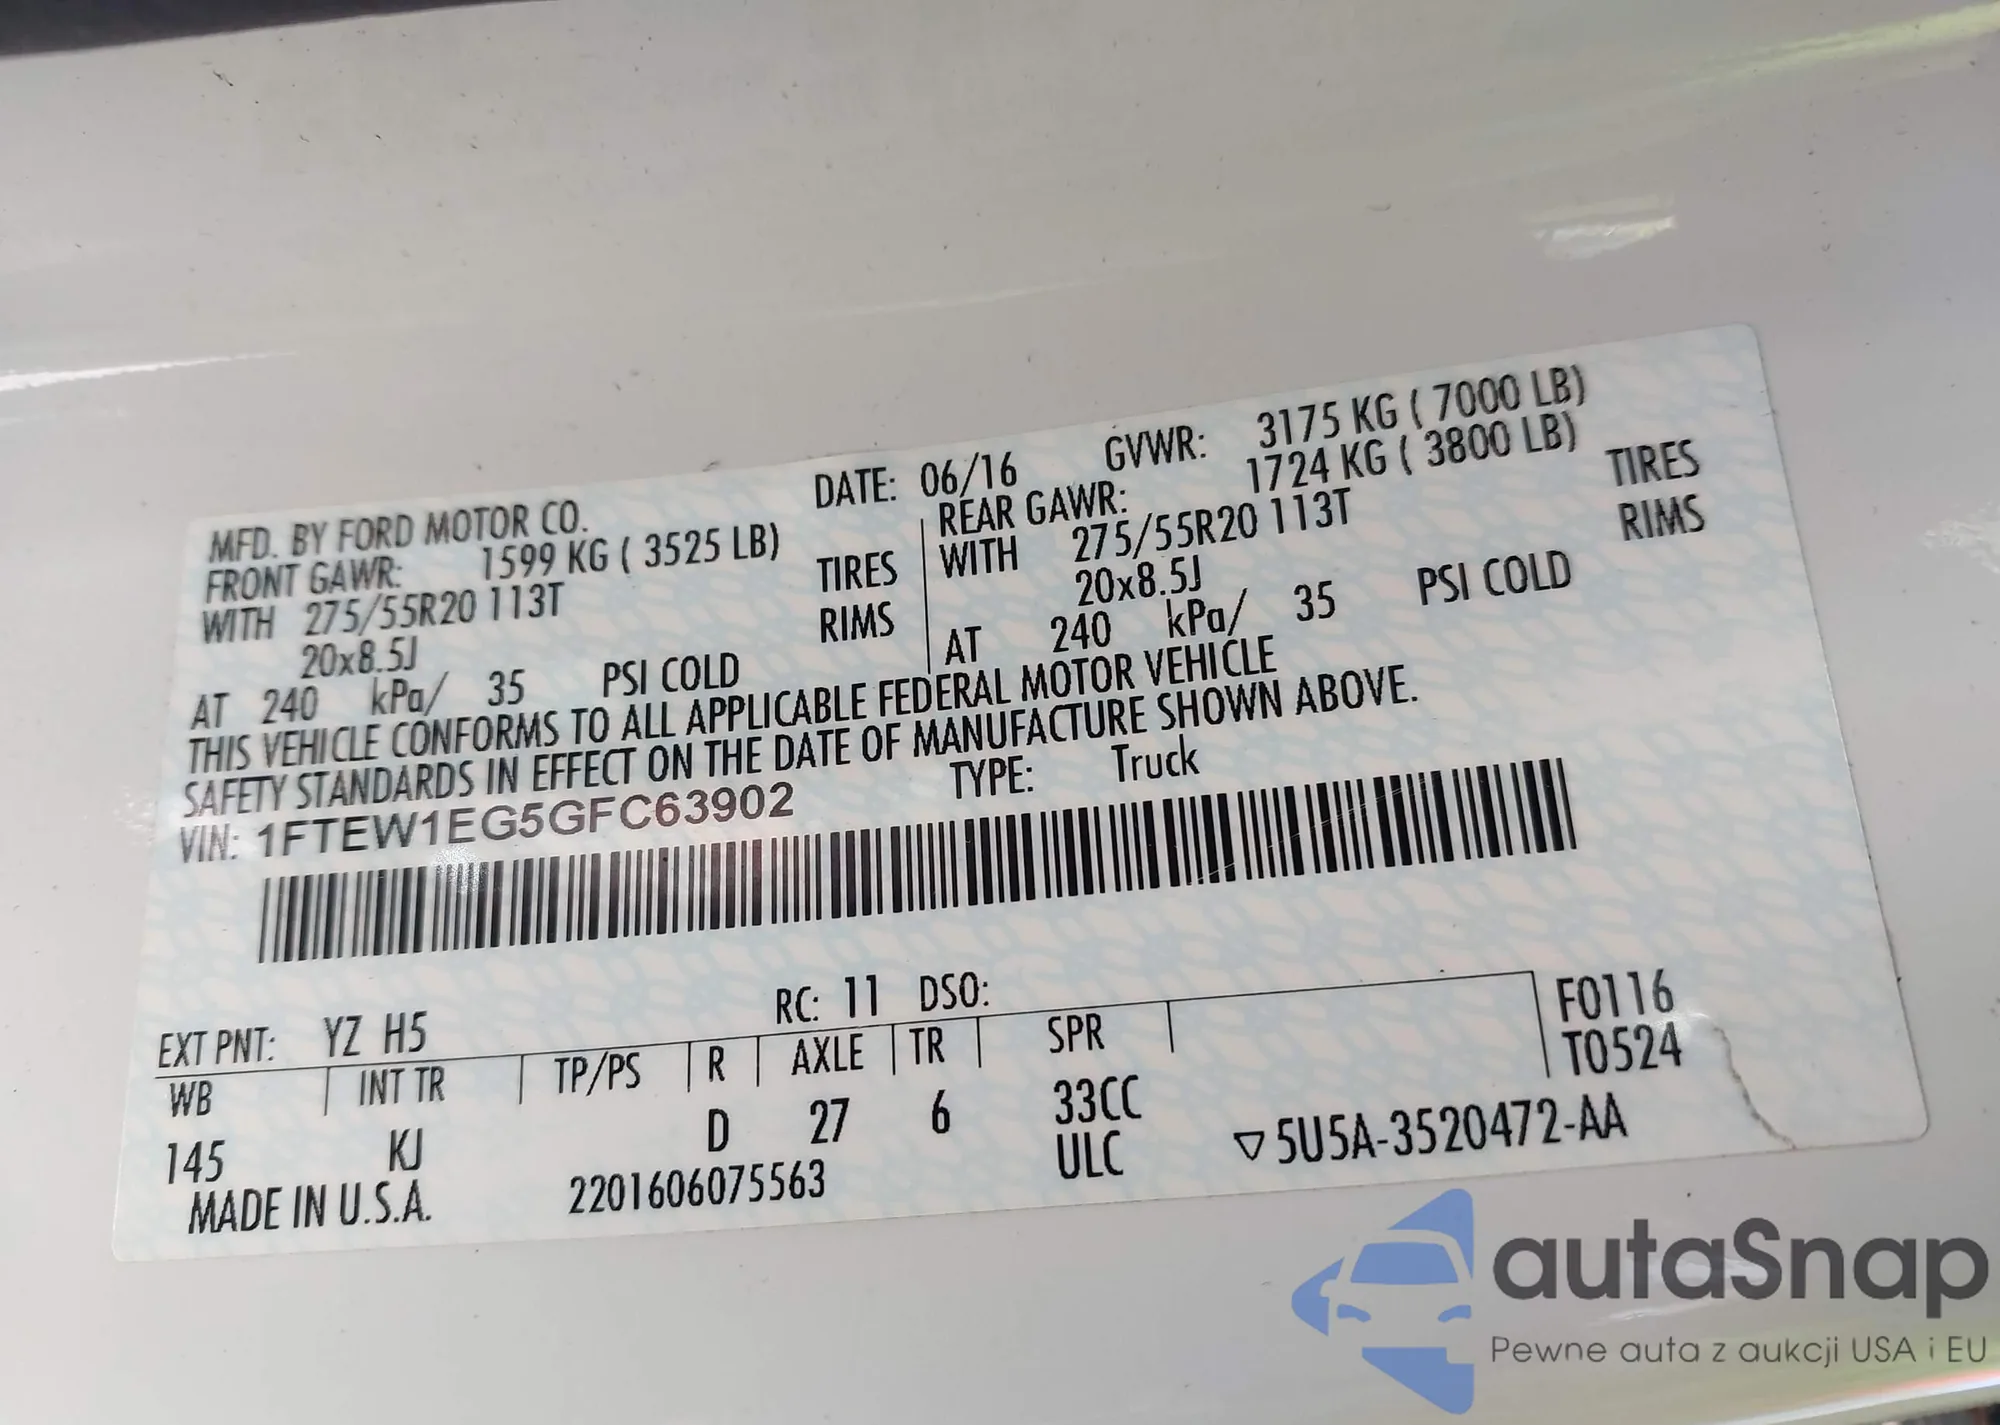 MFD. BY FORD MOTOR CO. DATE: 06/16 GVWR: 3175 KG ( 7000 LB)
FRONT GAWR: 1599 KG ( 3525 LB) REAR GAWR: 1724 KG ( 3800 LB)
WITH 275/55R20 113T TIRES WITH 275/55R20 113T TIRES
20x8.5J RIMS 20x8.5J RIMS
AT 240 kPa/ 35 PSI COLD AT 240 kPa/ 35 PSI COLD
THIS VEHICLE CONFORMS TO ALL APPLICABLE FEDERAL MOTOR VEHICLE
SAFETY STANDARDS IN EFFECT ON THE DATE OF MANUFACTURE SHOWN ABOVE.
VIN: 1FTEW1EG5GFC63902 TYPE: Truck
EXT PNT: YZ H5 RC: 11 DSO: F0116
WB INT TR TP/PS R AXLE TR SPR T0524
145 KJ D 27 6 33CC
ULC ▽5U5A-3520472-AA
MADE IN U.S.A. 2201606075563
autaSnap
Pewne auta z aukcji USA i EU